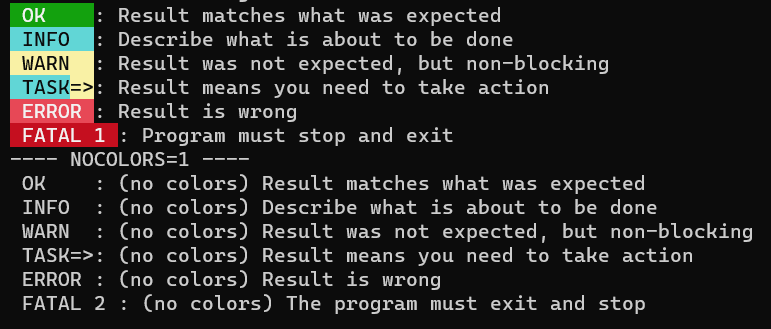 OK    : Result matches what was expected
INFO  : Describe what is about to be done
WARN  : Result was not expected, but non-blocking
TASK=>: Result means you need to take action
ERROR : Result is wrong
FATAL 1 : Program must stop and exit
---- NOCOLORS=1 ----
OK    : (no colors) Result matches what was expected
INFO  : (no colors) Describe what is about to be done
WARN  : (no colors) Result was not expected, but non-blocking
TASK=>: (no colors) Result means you need to take action
ERROR : (no colors) Result is wrong
FATAL 2 : (no colors) The program must exit and stop